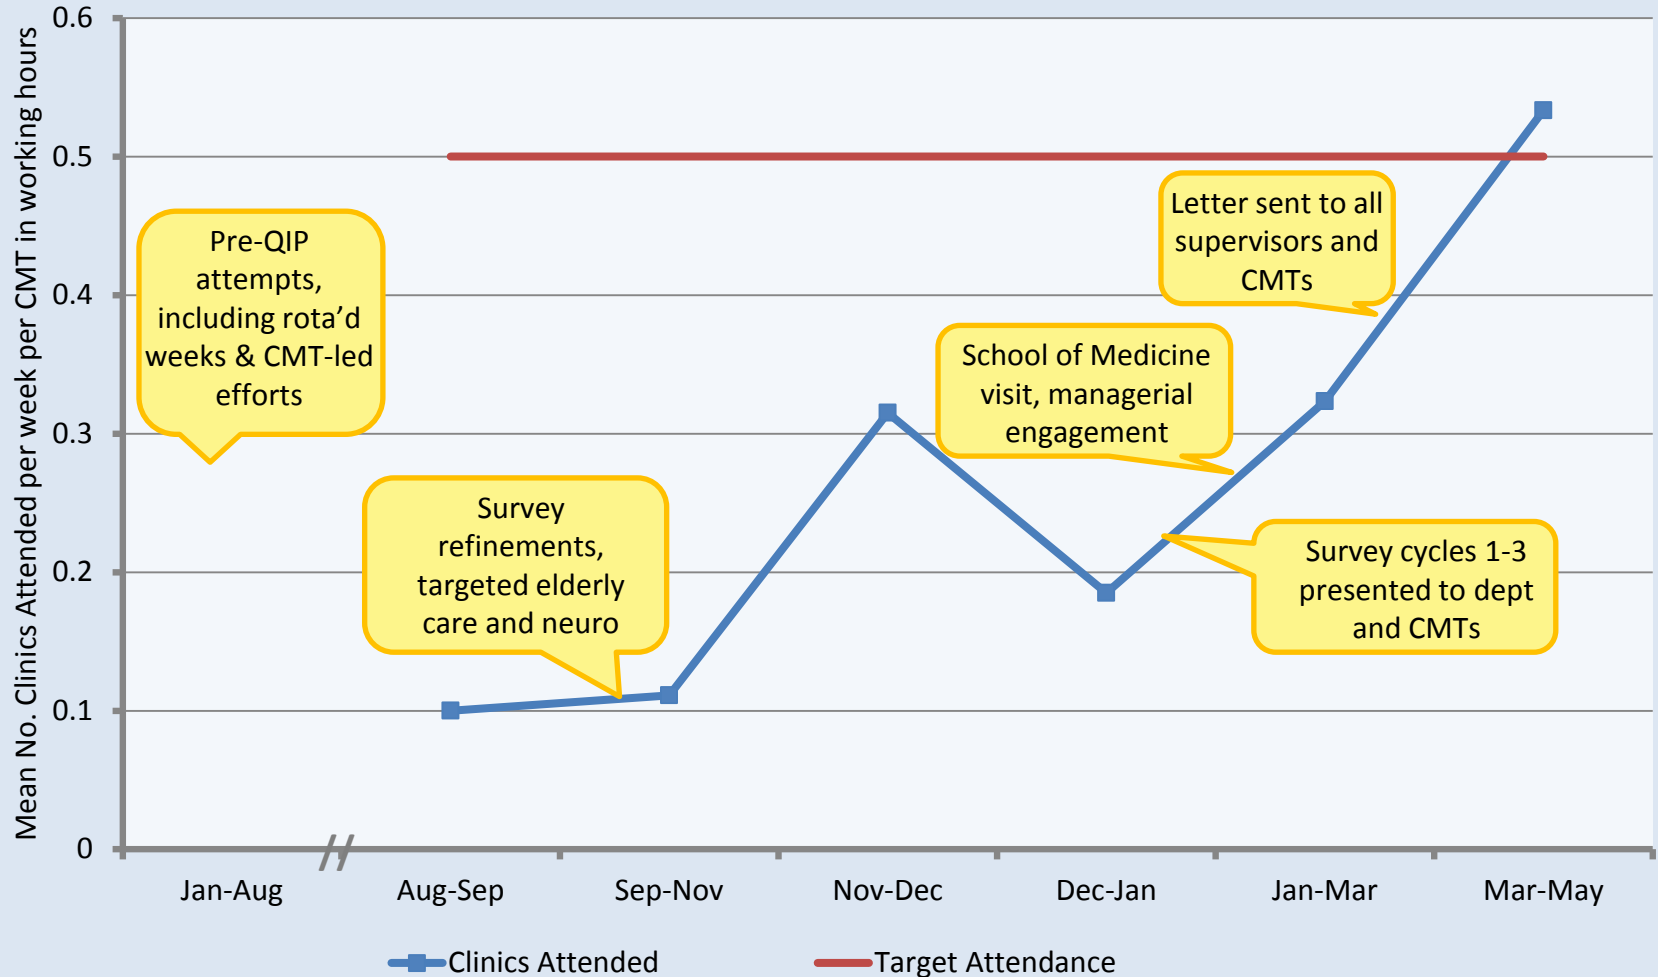 Mean No. Clinics Attended per week per CMT in working hours
0.6
0.5
0.4
0.3
0.2
0.1
0
Pre-QIP
attempts,
including rota’d
weeks & CMT-led
efforts
Survey
refinements,
targeted elderly
care and neuro
School of Medicine
visit, managerial
engagement
Letter sent to all
supervisors and
CMTs
Survey cycles 1-3
presented to dept
and CMTs
Jan-Aug
Aug-Sep
Sep-Nov
Nov-Dec
Dec-Jan
Jan-Mar
Mar-May
Clinics Attended
Target Attendance